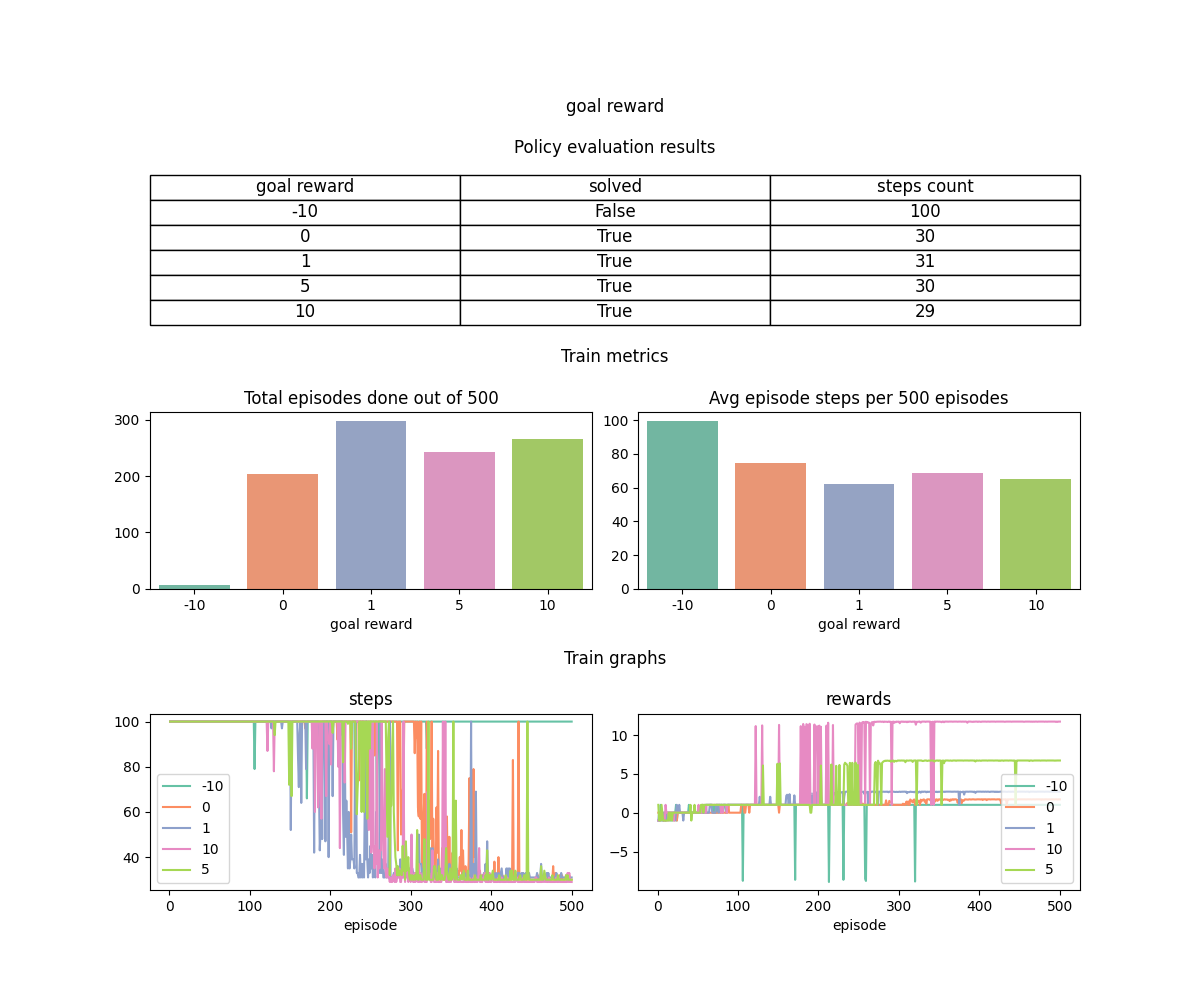 goal reward
Policy evaluation results
goal reward solved steps count
-10 False 100
0 True 30
1 True 31
5 True 30
10 True 29
Train metrics
Total episodes done out of 500
300
200
100
0
-10 0 1 5 10
goal reward
Avg episode steps per 500 episodes
100
80
60
40
20
0
-10 0 1 5 10
goal reward
Train graphs
steps
100
80
60
40
-10
0
1
10
5
0 100 200 300 400 500
episode
rewards
10
5
0
−5
-10
0
1
10
5
0 100 200 300 400 500
episode